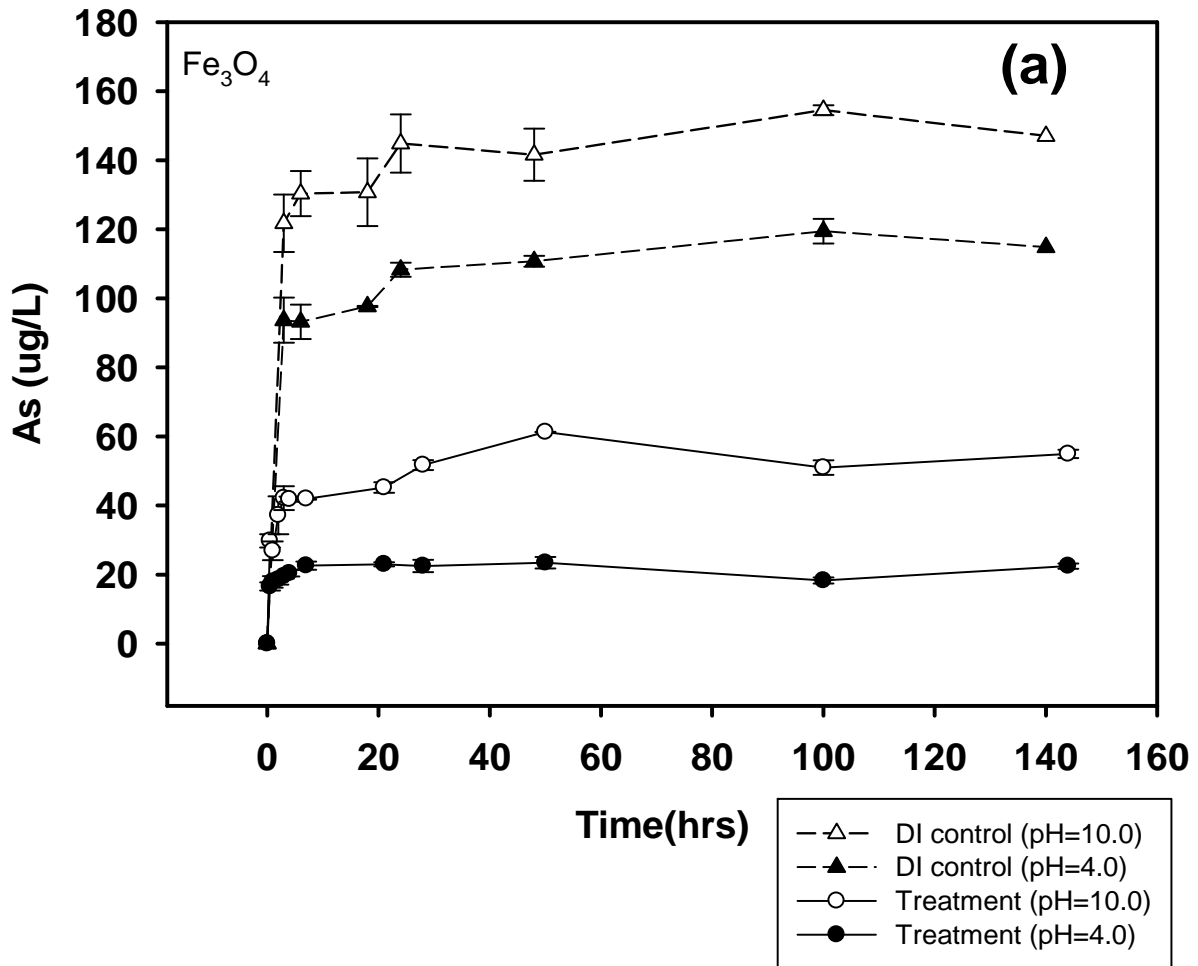 180
160
140
120
100
80
60
40
20
0
As (ug/L)
Fe₃O₄
(a)
0 20 40 60 80 100 120 140 160
Time(hrs)
DI control (pH=10.0)
DI control (pH=4.0)
Treatment (pH=10.0)
Treatment (pH=4.0)